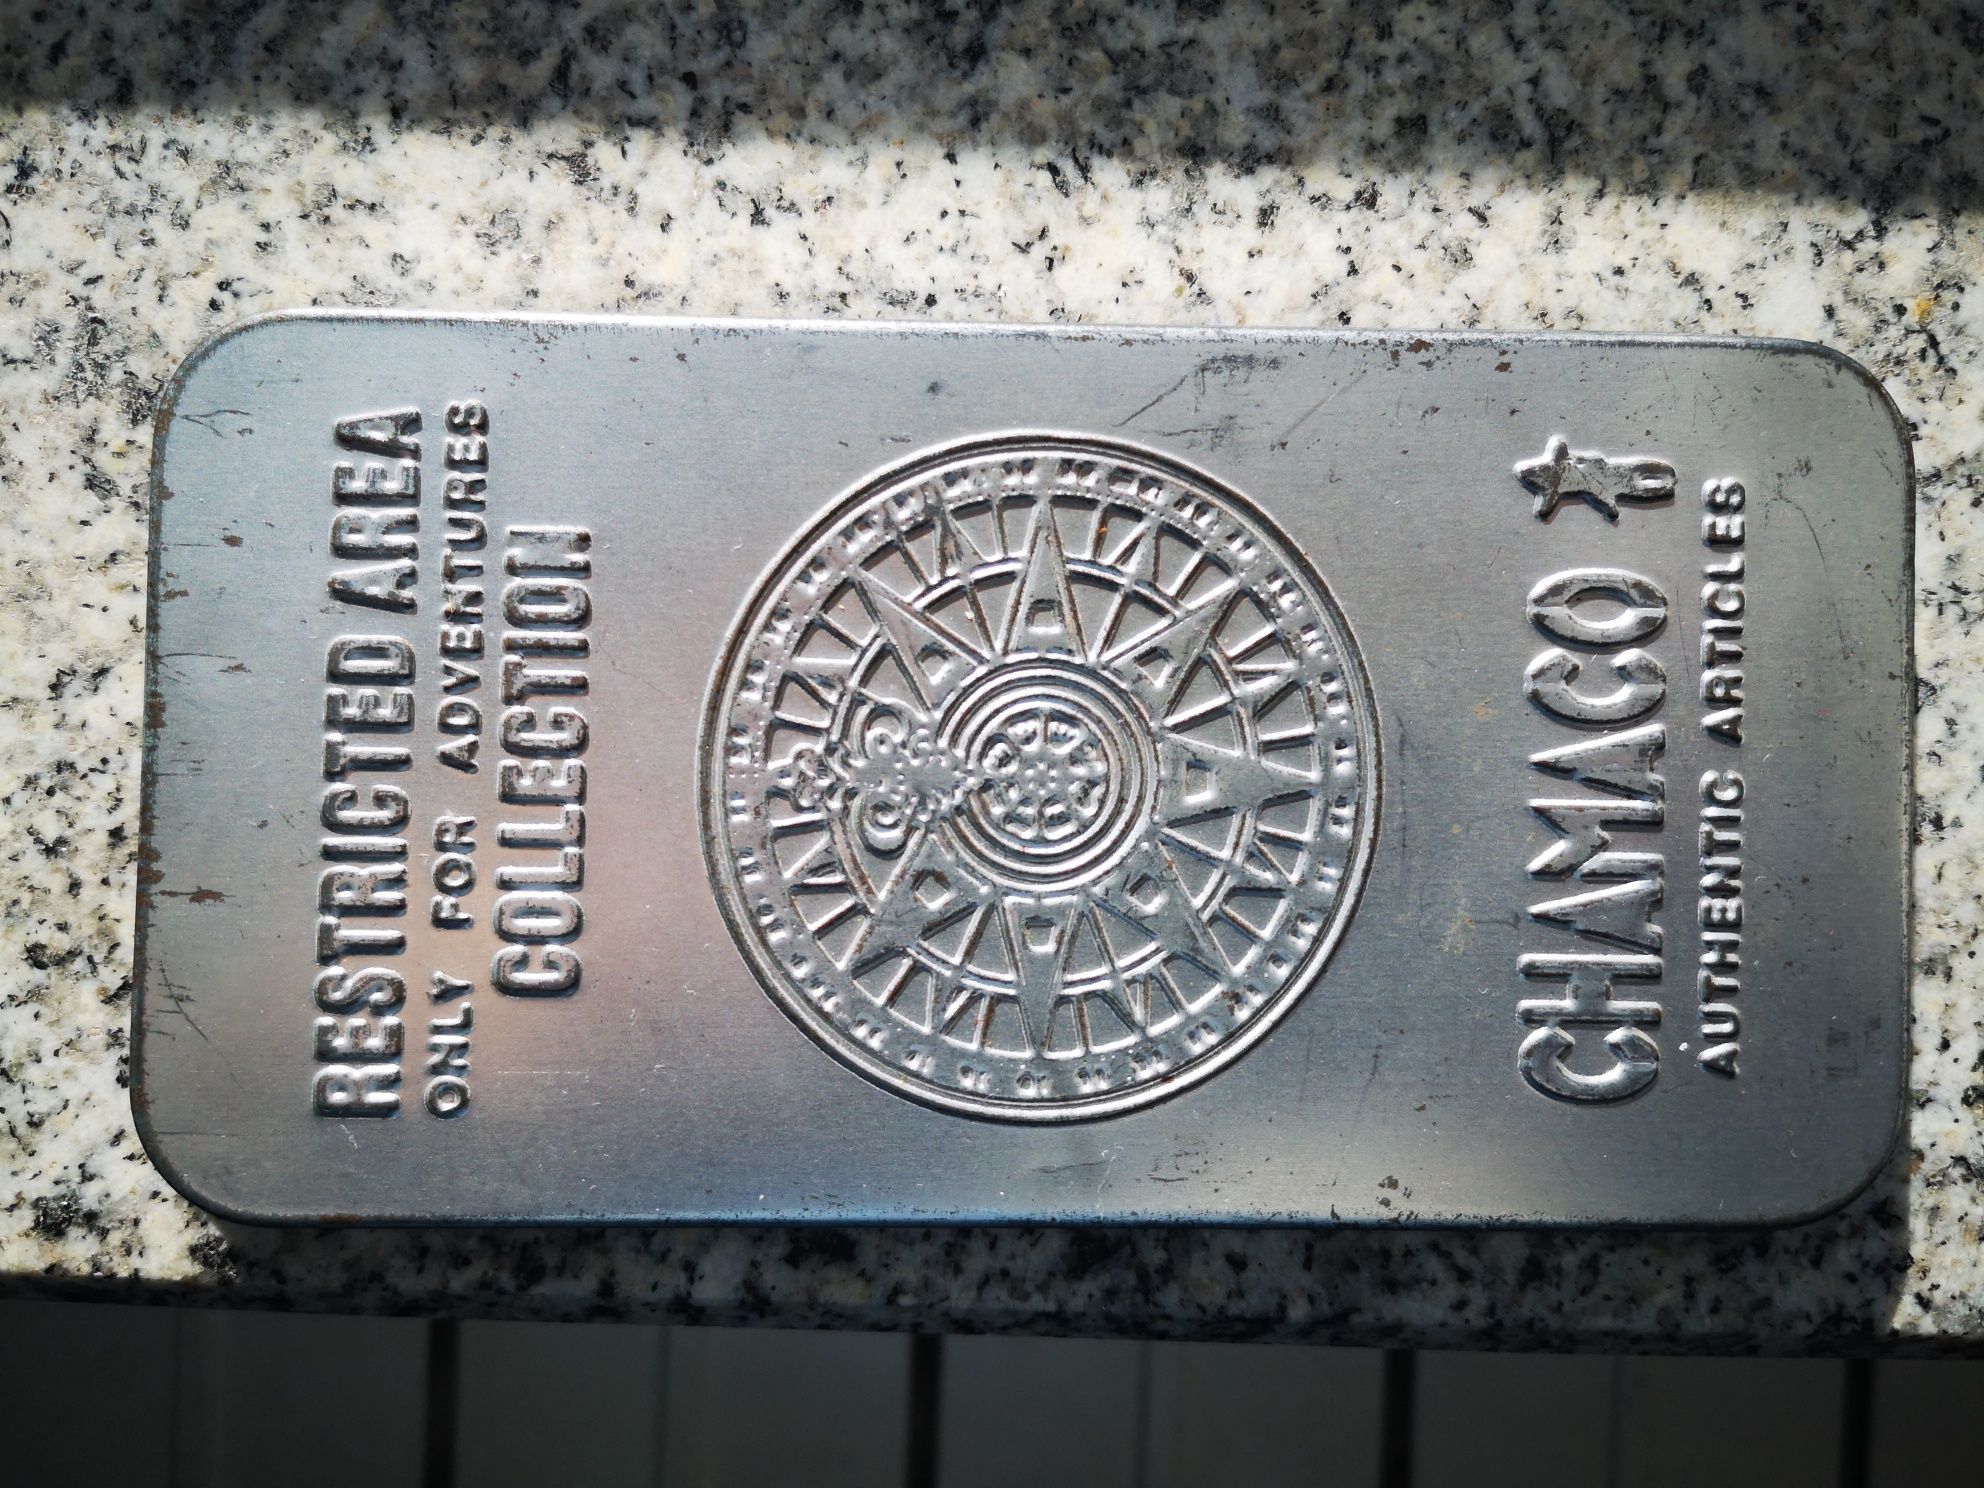 RESTRICTED AREA
ONLY FOR ADVENTURES
COLLECTION
CHAMACO
AUTHENTIC ARTICLES